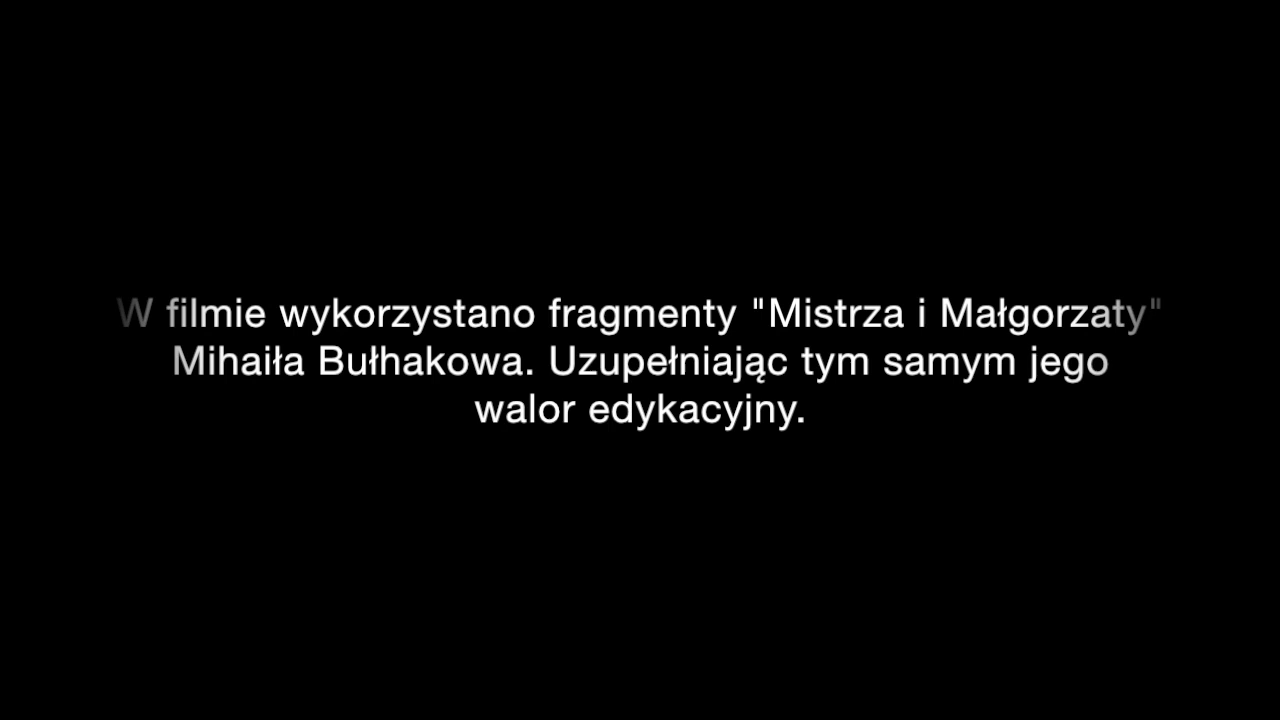 W filmie wykorzystano fragmenty "Mistrza i Małgorzaty"
Mihaiła Bułhakowa. Uzupełniając tym samym jego
walor edykacyjny.